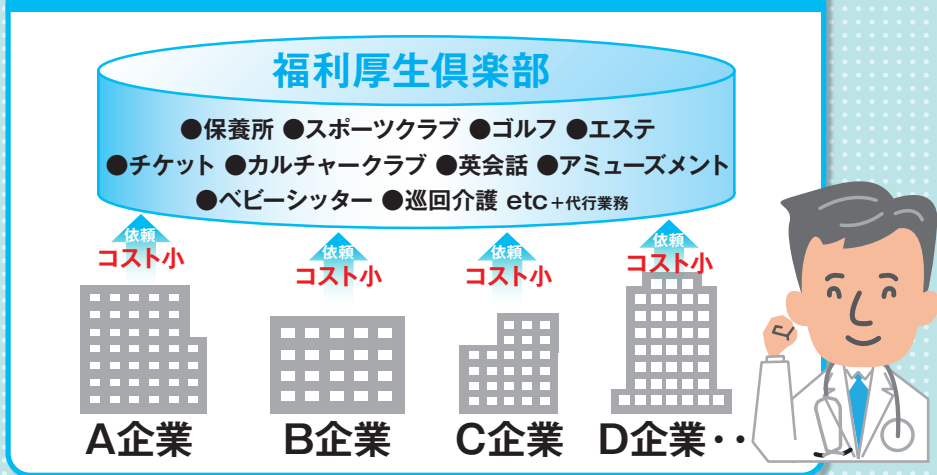 福利厚生倶楽部
●保養所 ●スポーツクラブ ●ゴルフ ●エステ
●チケット ●カルチャークラブ ●英会話 ●アミューズメント
●ベビーシッター ●巡回介護 etc+代行業務
依頼 依頼 依頼 依頼
コスト小 コスト小 コスト小 コスト小
A企業 B企業 C企業 D企業・・